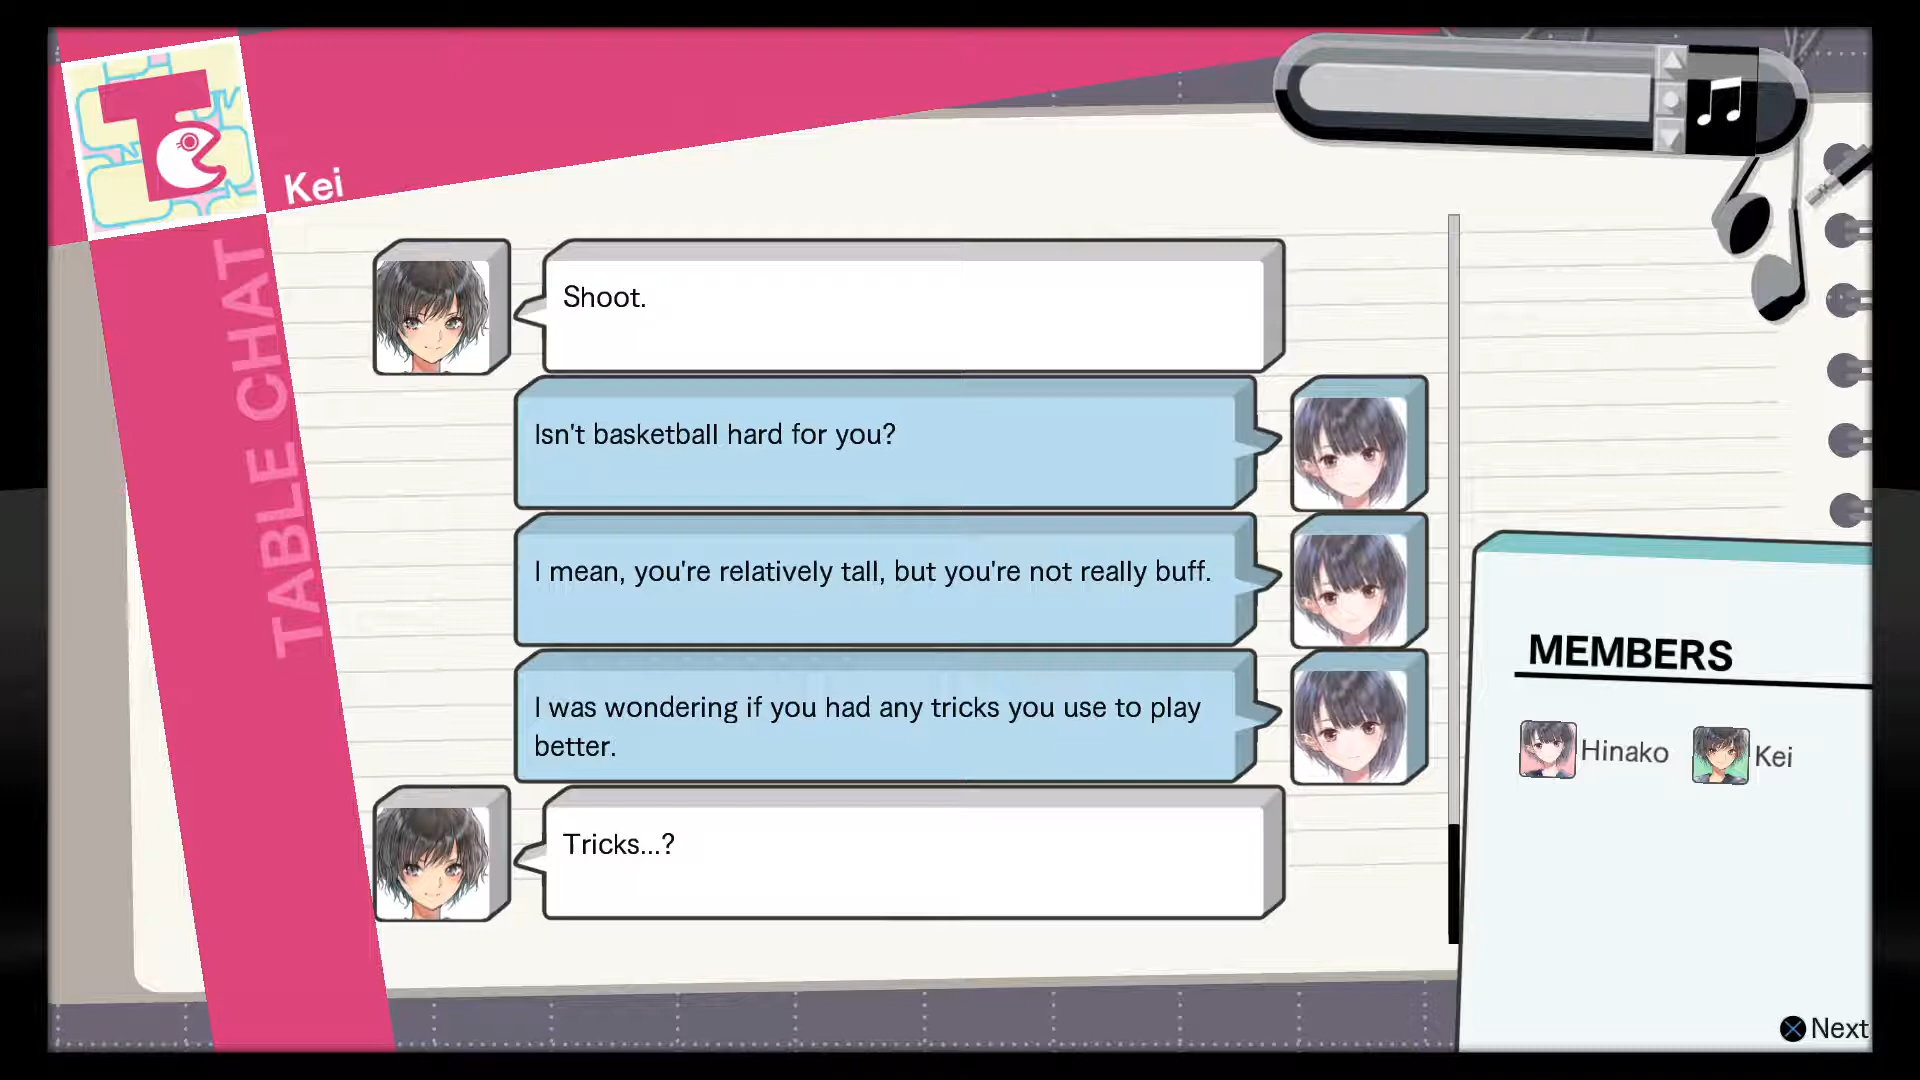 Tc
Kei
TABLE CHAT
Shoot.
Isn't basketball hard for you?
I mean, you're relatively tall, but you're not really buff.
I was wondering if you had any tricks you use to play
better.
Tricks...?
MEMBERS
Hinako
Kei
Next